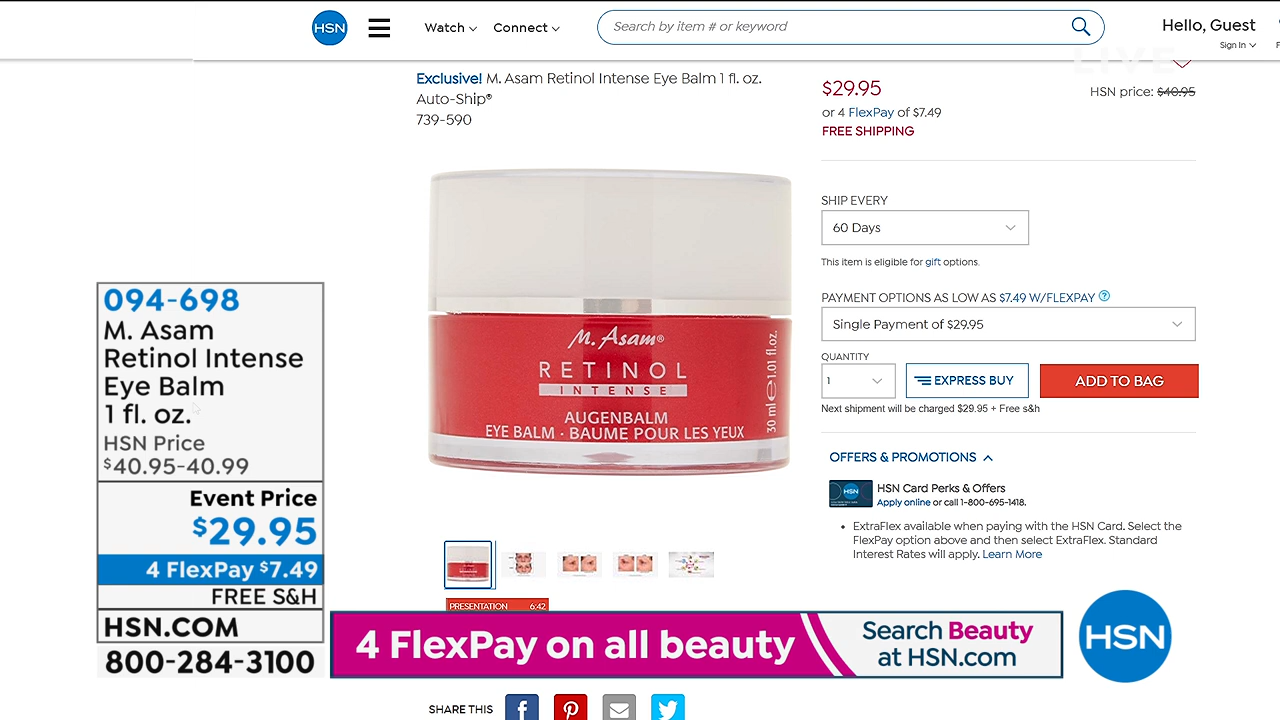 HSN
Watch
Connect
Search by item # or keyword
Hello, Guest
Sign In
LIVE
Exclusive! M. Asam Retinol Intense Eye Balm 1 fl. oz.
Auto-Ship®
739-590
$29.95
HSN price: $40.95
or 4 FlexPay of $7.49
FREE SHIPPING
SHIP EVERY
60 Days
This item is eligible for gift options.
PAYMENT OPTIONS AS LOW AS $7.49 W/FLEXPAY ?
Single Payment of $29.95
QUANTITY
1
EXPRESS BUY
ADD TO BAG
Next shipment will be charged $29.95 + Free s&h
OFFERS & PROMOTIONS
HSN
HSN Card Perks & Offers
Apply online or call 1-800-695-1418.
• ExtraFlex available when paying with the HSN Card. Select the
FlexPay option above and then select ExtraFlex. Standard
Interest Rates will apply. Learn More
M. Asam®
RETINOL
INTENSE
AUGENBALM
EYE BALM · BAUME POUR LES YEUX
30 ml ℮ 1.01 fl.oz.
094-698
M. Asam
Retinol Intense
Eye Balm
1 fl. oz.
HSN Price
$40.95-40.99
Event Price
$29.95
4 FlexPay $7.49
FREE S&H
HSN.COM
800-284-3100
PRESENTATION 6:42
4 FlexPay on all beauty
Search Beauty
at HSN.com
HSN
SHARE THIS